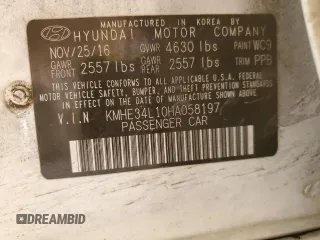 MANUFACTURED IN KOREA BY
HYUNDAI MOTOR COMPANY
NOV/25/16 GVWR 4630 lbs PAINT WC9
GAWR FRONT 2557 lbs GAWR REAR 2557 lbs TRIM PPB
THIS VEHICLE CONFORMS TO ALL APPLICABLE U.S.A FEDERAL
MOTOR VEHICLE SAFETY, BUMPER, AND THEFT PREVENTION
STANDARDS IN EFFECT ON THE DATE OF MANUFACTURE
SHOWN ABOVE.
V.I.N KMHE34L10HA058197
PASSENGER CAR
DREAMBID